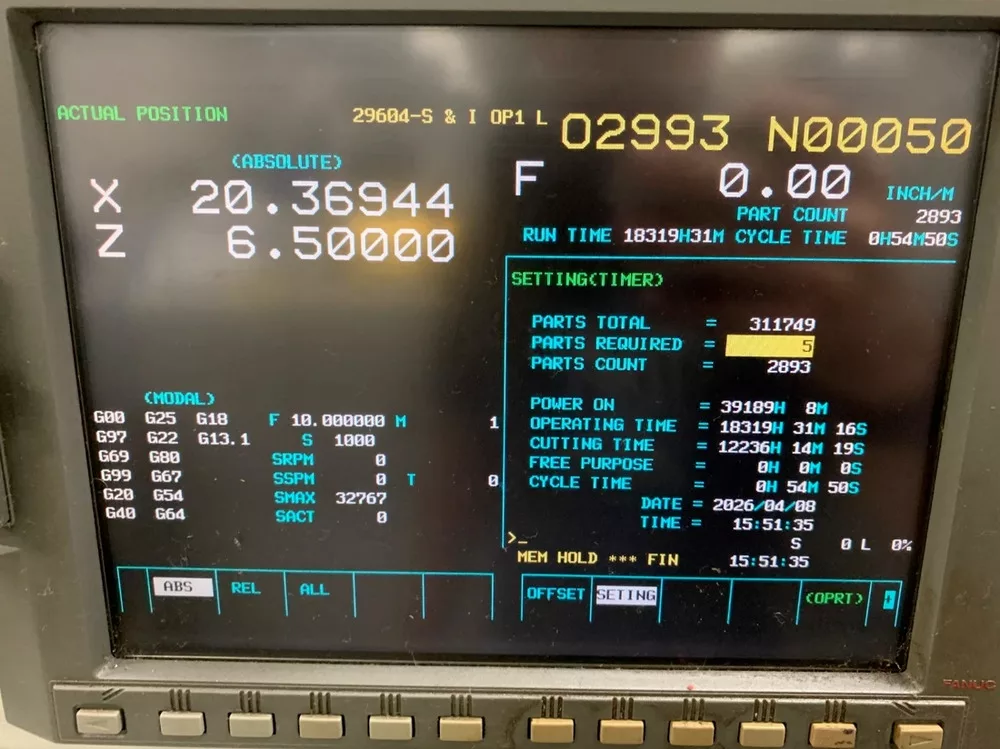 ACTUAL POSITION
29604-S & I OP1 L
O2993 N00050
(ABSOLUTE)
X 20.36944
Z 6.50000
F 0.00 INCH/M
PART COUNT 2893
RUN TIME 18319H31M CYCLE TIME 0H54M50S
SETTING(TIMER)
PARTS TOTAL = 311749
PARTS REQUIRED = 5
PARTS COUNT = 2893
POWER ON = 39189H 8M
OPERATING TIME = 18319H 31M 16S
CUTTING TIME = 12236H 14M 19S
FREE PURPOSE = 0H 0M 0S
CYCLE TIME = 0H 54M 50S
DATE = 2026/04/08
TIME = 15:51:35
(MODAL)
G00 G25 G18 F 10.000000 M 1
G97 G22 G13.1 S 1000
G69 G80 SRPM 0
G99 G67 SSPM 0 T 0
G20 G54 SMAX 32767
G40 G64 SACT 0
>_
S 0 L 0%
MEM HOLD *** FIN 15:51:35
ABS REL ALL
OFFSET SETING (OPRT) +
FANUC